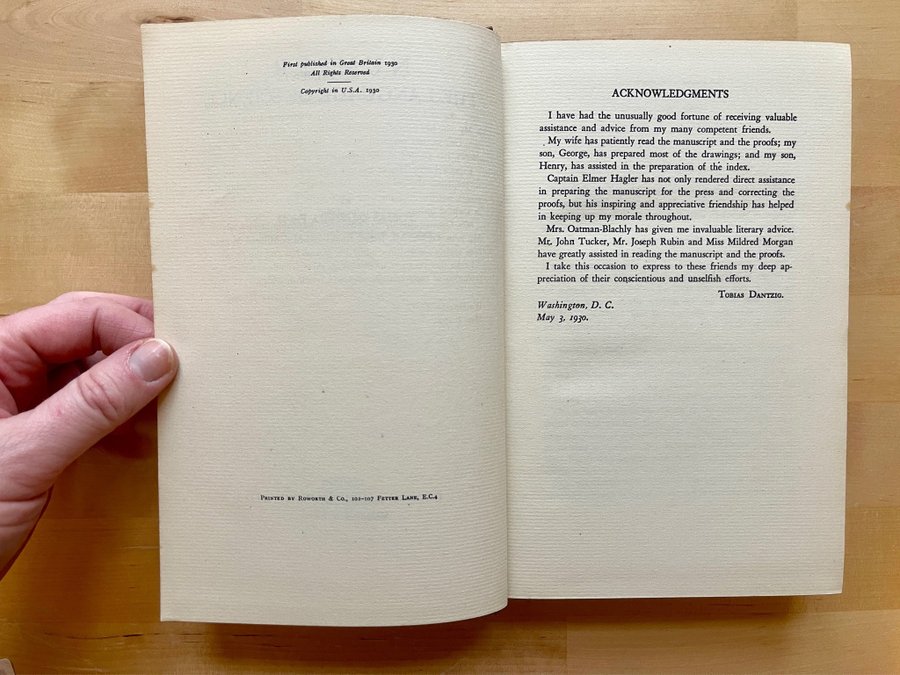 First published in Great Britain 1930
All Rights Reserved
Copyright in U.S.A. 1930
Printed by Roworth & Co., 102-107 Fetter Lane, E.C.4
ACKNOWLEDGMENTS
I have had the unusually good fortune of receiving valuable
assistance and advice from my many competent friends.
My wife has patiently read the manuscript and the proofs; my
son, George, has prepared most of the drawings; and my son,
Henry, has assisted in the preparation of the index.
Captain Elmer Hagler has not only rendered direct assistance
in preparing the manuscript for the press and correcting the
proofs, but his inspiring and appreciative friendship has helped
in keeping up my morale throughout.
Mrs. Oatman-Blachly has given me invaluable literary advice.
Mr. John Tucker, Mr. Joseph Rubin and Miss Mildred Morgan
have greatly assisted in reading the manuscript and the proofs.
I take this occasion to express to these friends my deep ap-
preciation of their conscientious and unselfish efforts.
Tobias Dantzig.
Washington, D. C.
May 3, 1930.